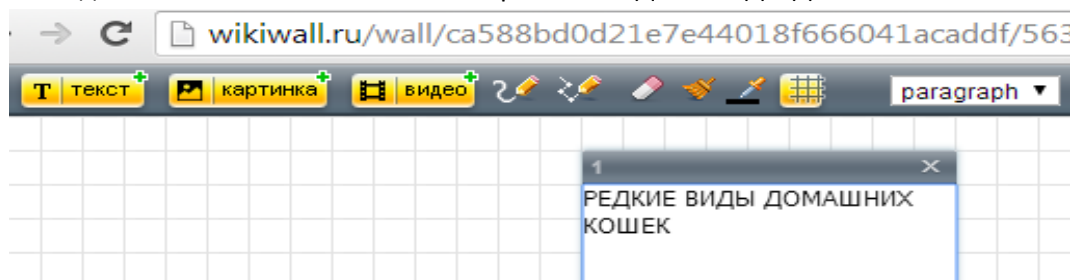 wikiwall.ru/wall/ca588bd0d21e7e44018f666041acaddf/563
T текст картинка видео paragraph
1
РЕДКИЕ ВИДЫ ДОМАШНИХ
КОШЕК